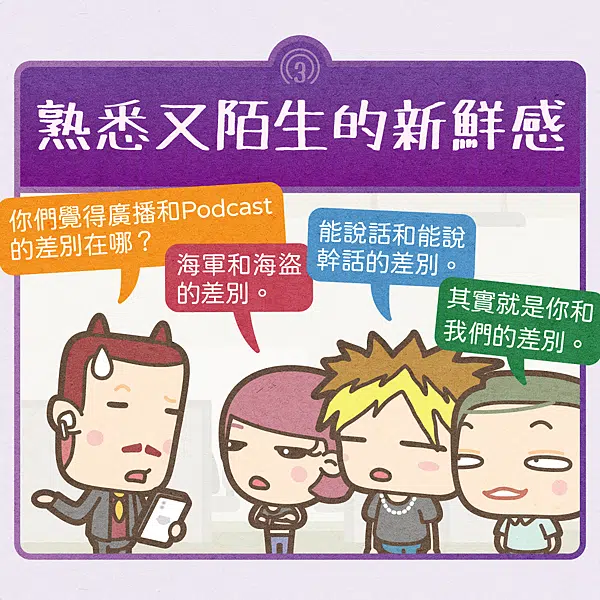 3
熟悉又陌生的新鮮感
你們覺得廣播和Podcast
的差別在哪？
海軍和海盜
的差別。
能說話和能說
幹話的差別。
其實就是你和
我們的差別。